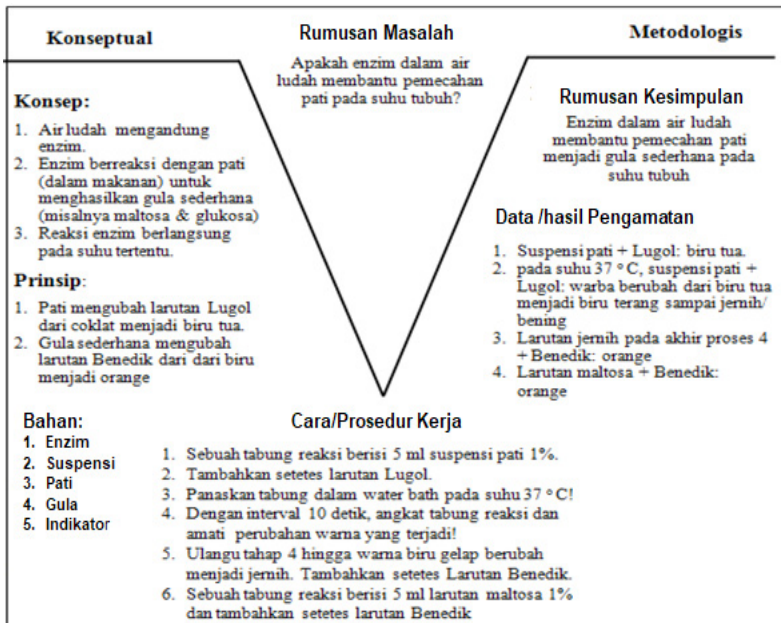 Konseptual
Rumusan Masalah
Metodologis
Apakah enzim dalam air
ludah membantu pemecahan
pati pada suhu tubuh?
Konsep:
1. Air ludah mengandung
enzim.
2. Enzim berreaksi dengan pati
(dalam makanan) untuk
menghasilkan gula sederhana
(misalnya maltosa & glukosa)
3. Reaksi enzim berlangsung
pada suhu tertentu.
Prinsip:
1. Pati mengubah larutan Lugol
dari coklat menjadi biru tua.
2. Gula sederhana mengubah
larutan Benedik dari dari biru
menjadi orange
Rumusan Kesimpulan
Enzim dalam air ludah
membantu pemecahan pati
menjadi gula sederhana pada
suhu tubuh
Data /hasil Pengamatan
1. Suspensi pati + Lugol: biru tua.
2. pada suhu 37 °C, suspensi pati +
Lugol: warba berubah dari biru tua
menjadi biru terang sampai jernih/
bening
3. Larutan jernih pada akhir proses 4
+ Benedik: orange
4. Larutan maltosa + Benedik:
orange
Bahan:
1. Enzim
2. Suspensi
3. Pati
4. Gula
5. Indikator
Cara/Prosedur Kerja
1. Sebuah tabung reaksi berisi 5 ml suspensi pati 1%.
2. Tambahkan setetes larutan Lugol.
3. Panaskan tabung dalam water bath pada suhu 37 °C!
4. Dengan interval 10 detik, angkat tabung reaksi dan
amati perubahan warna yang terjadi!
5. Ulangu tahap 4 hingga warna biru gelap berubah
menjadi jernih. Tambahkan setetes Larutan Benedik.
6. Sebuah tabung reaksi berisi 5 ml larutan maltosa 1%
dan tambahkan setetes larutan Benedik